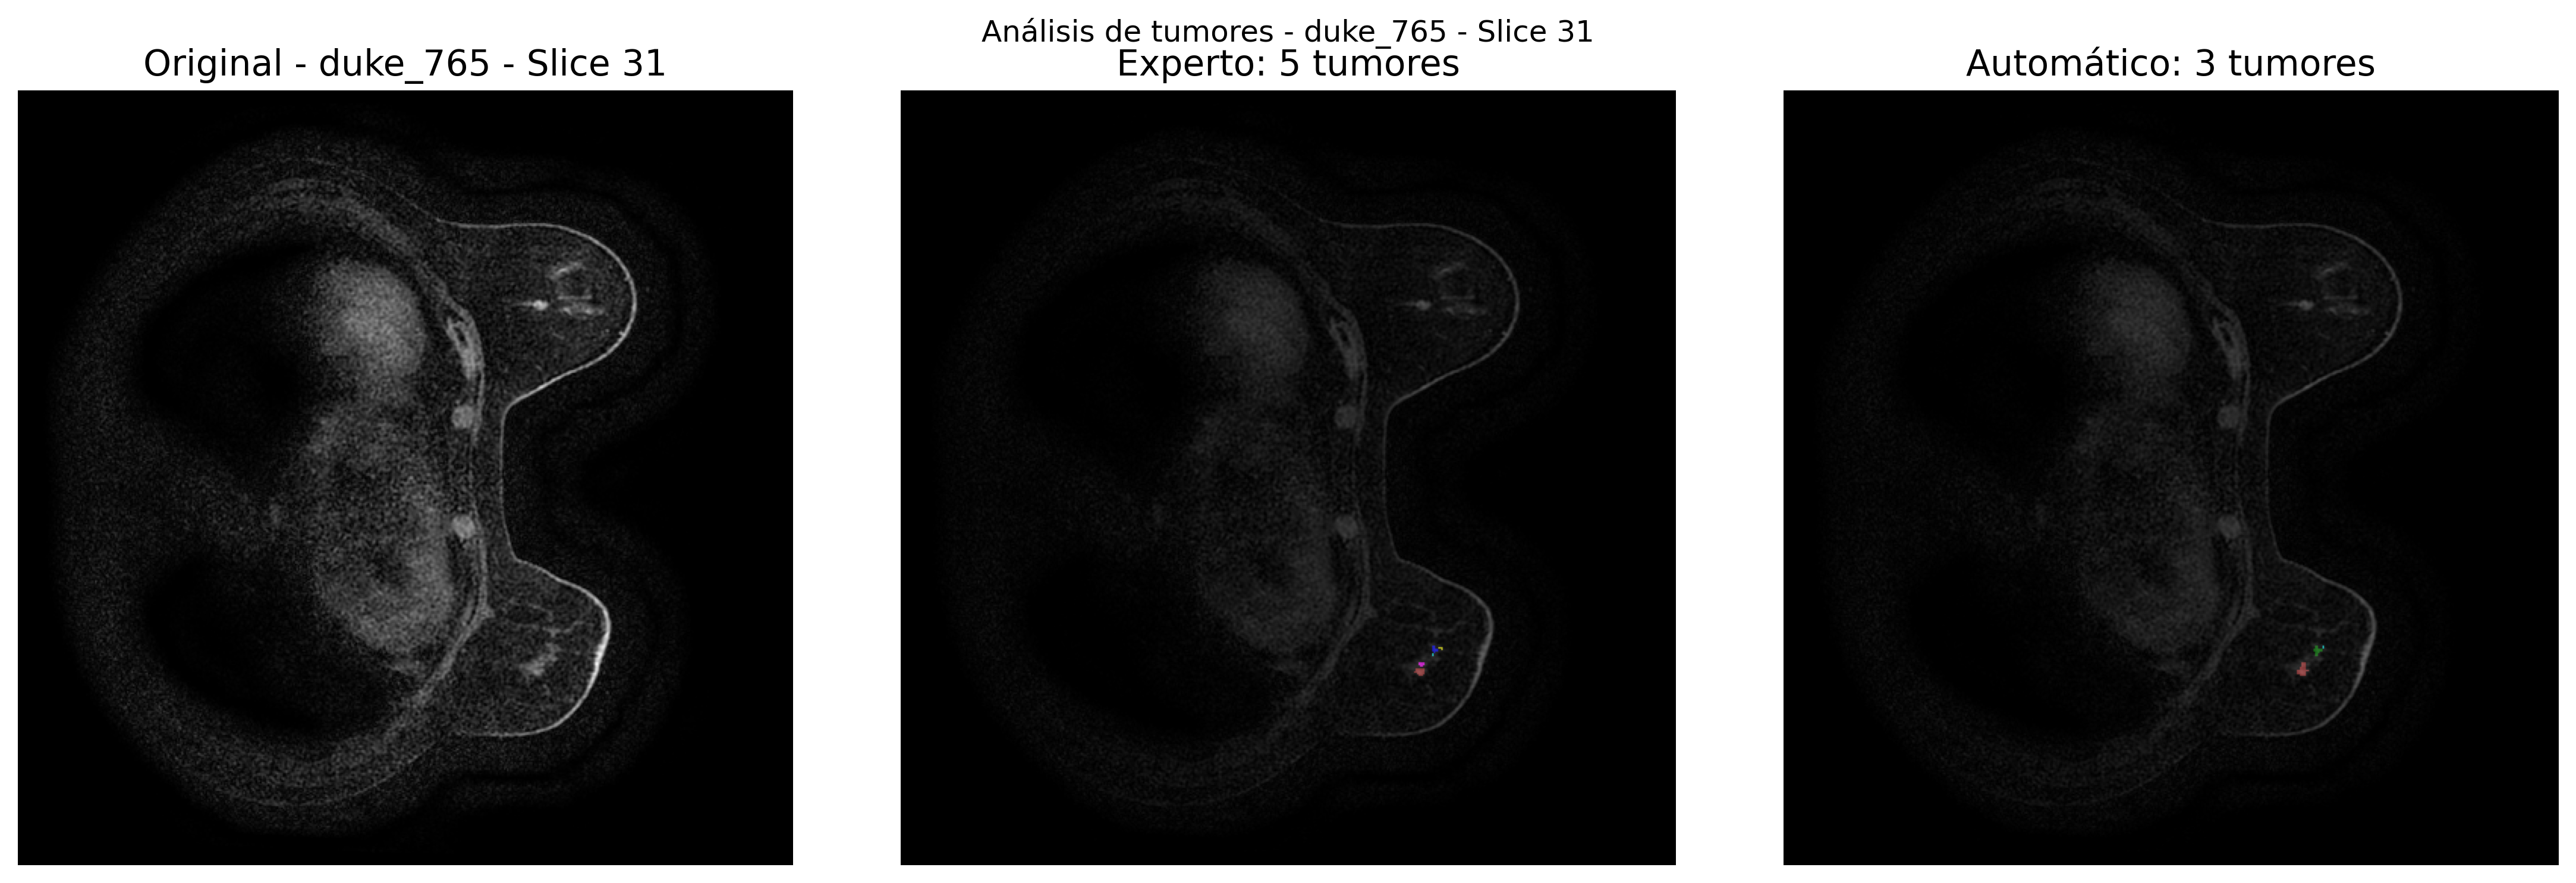 Análisis de tumores - duke_765 - Slice 31
Original - duke_765 - Slice 31
Experto: 5 tumores
Automático: 3 tumores